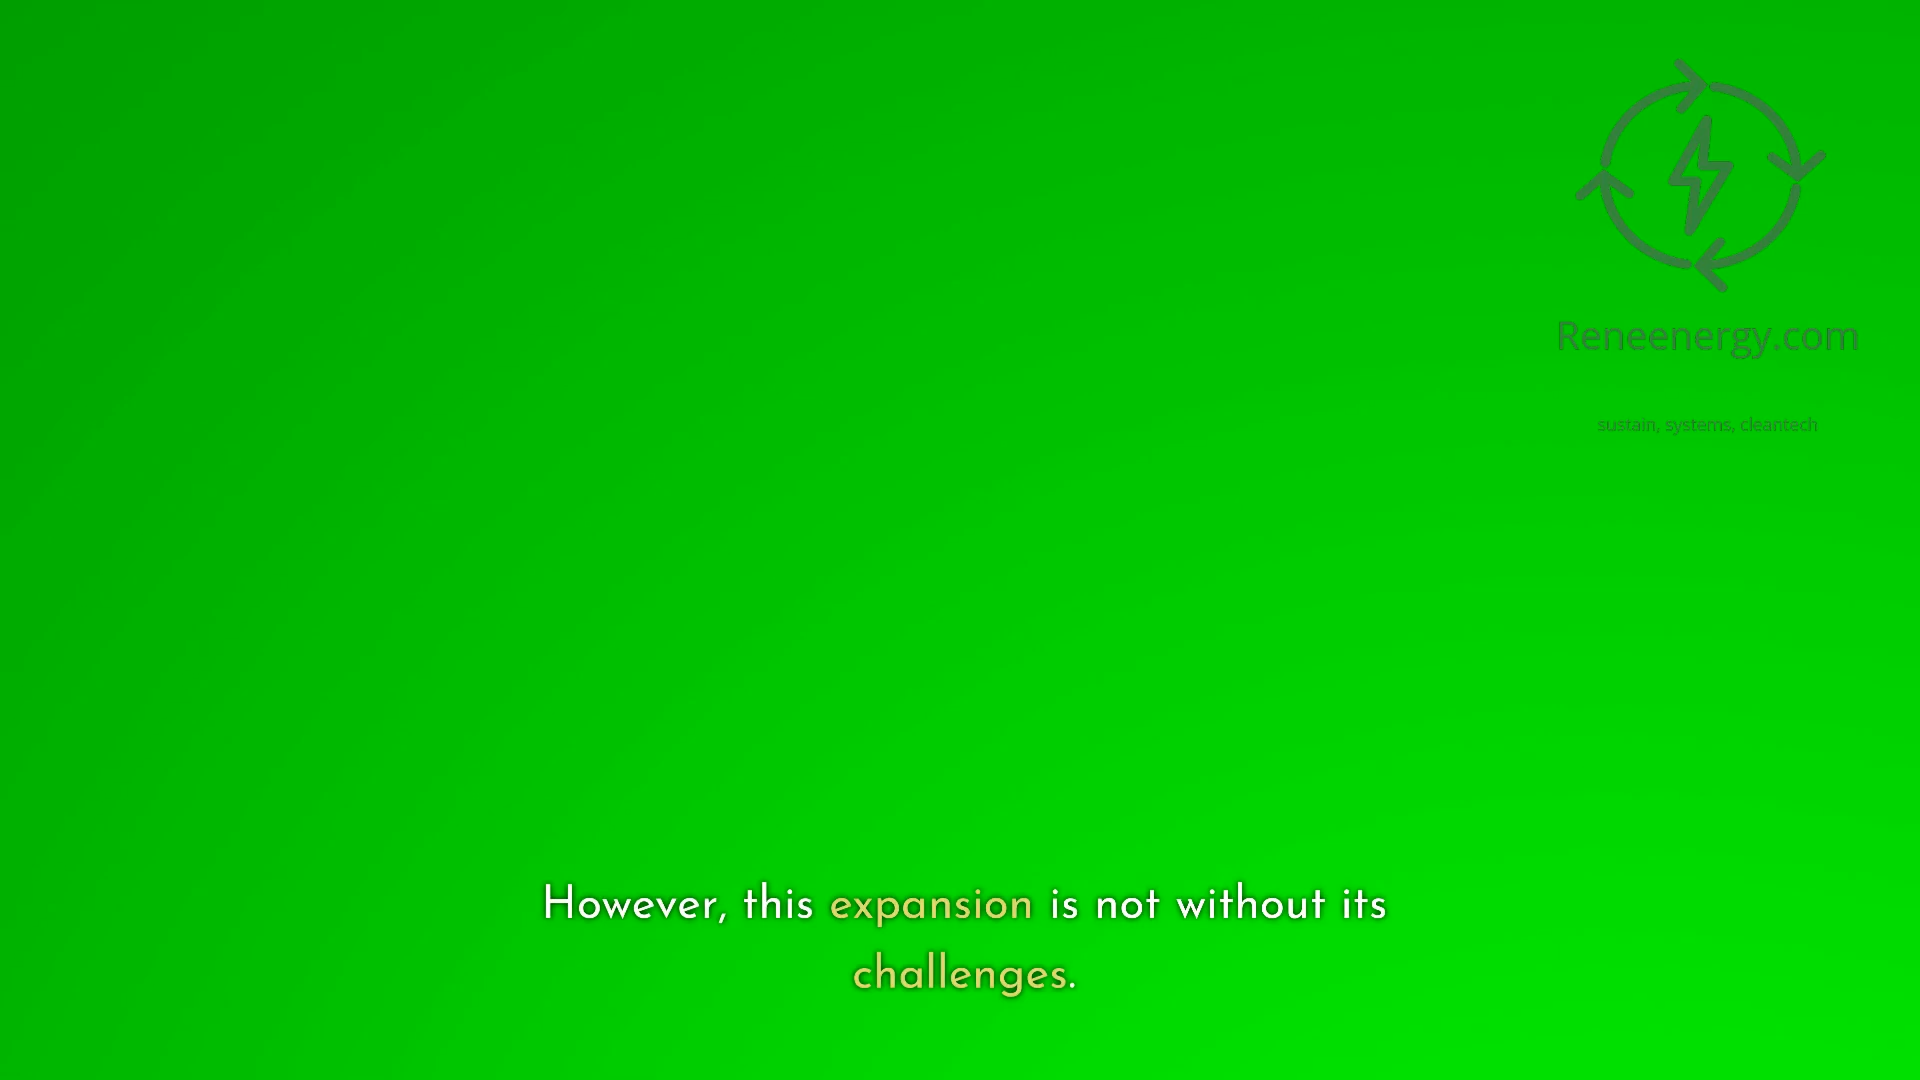 Reneenergy.com
sustain, systems, cleantech
However, this expansion is not without its
challenges.